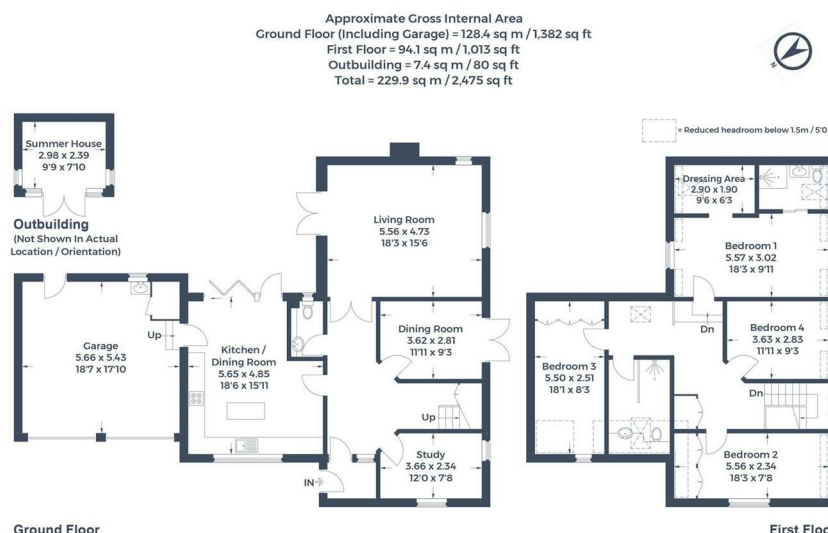 Approximate Gross Internal Area
Ground Floor (Including Garage) = 128.4 sq m / 1,382 sq ft
First Floor = 94.1 sq m / 1,013 sq ft
Outbuilding = 7.4 sq m / 80 sq ft
Total = 229.9 sq m / 2,475 sq ft
N
= Reduced headroom below 1.5m / 5'0
Summer House
2.98 x 2.39
9'9 x 7'10
Outbuilding
(Not Shown In Actual
Location / Orientation)
Garage
5.66 x 5.43
18'7 x 17'10
Up
Kitchen /
Dining Room
5.65 x 4.85
18'6 x 15'11
Living Room
5.56 x 4.73
18'3 x 15'6
Dining Room
3.62 x 2.81
11'11 x 9'3
Up
Study
3.66 x 2.34
12'0 x 7'8
IN
Ground Floor
Dressing Area
2.90 x 1.90
9'6 x 6'3
Bedroom 1
5.57 x 3.02
18'3 x 9'11
Dn
Bedroom 4
3.63 x 2.83
11'11 x 9'3
Bedroom 3
5.50 x 2.51
18'1 x 8'3
Dn
Bedroom 2
5.56 x 2.34
18'3 x 7'8
First Floo